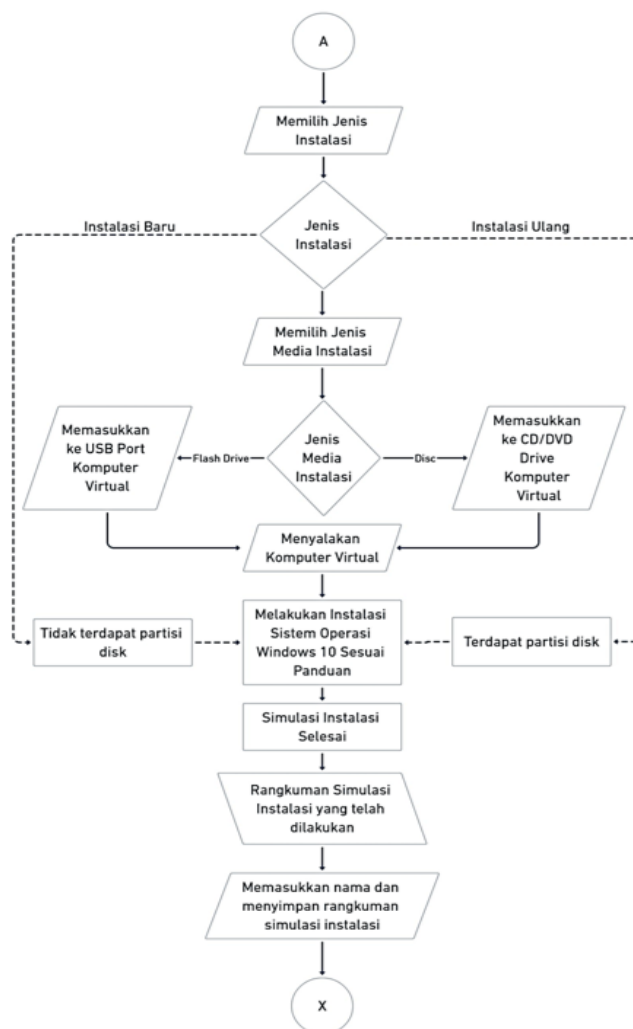 A
Memilih Jenis
Instalasi
Instalasi Baru
Jenis
Instalasi
Instalasi Ulang
Memilih Jenis
Media Instalasi
Memasukkan
ke USB Port
Komputer
Virtual
Flash Drive
Jenis
Media
Instalasi
Disc
Memasukkan
ke CD/DVD
Drive
Komputer
Virtual
Menyalakan
Komputer Virtual
Tidak terdapat partisi
disk
Melakukan Instalasi
Sistem Operasi
Windows 10 Sesuai
Panduan
Terdapat partisi disk
Simulasi Instalasi
Selesai
Rangkuman Simulasi
Instalasi yang telah
dilakukan
Memasukkan nama dan
menyimpan rangkuman
simulasi instalasi
X